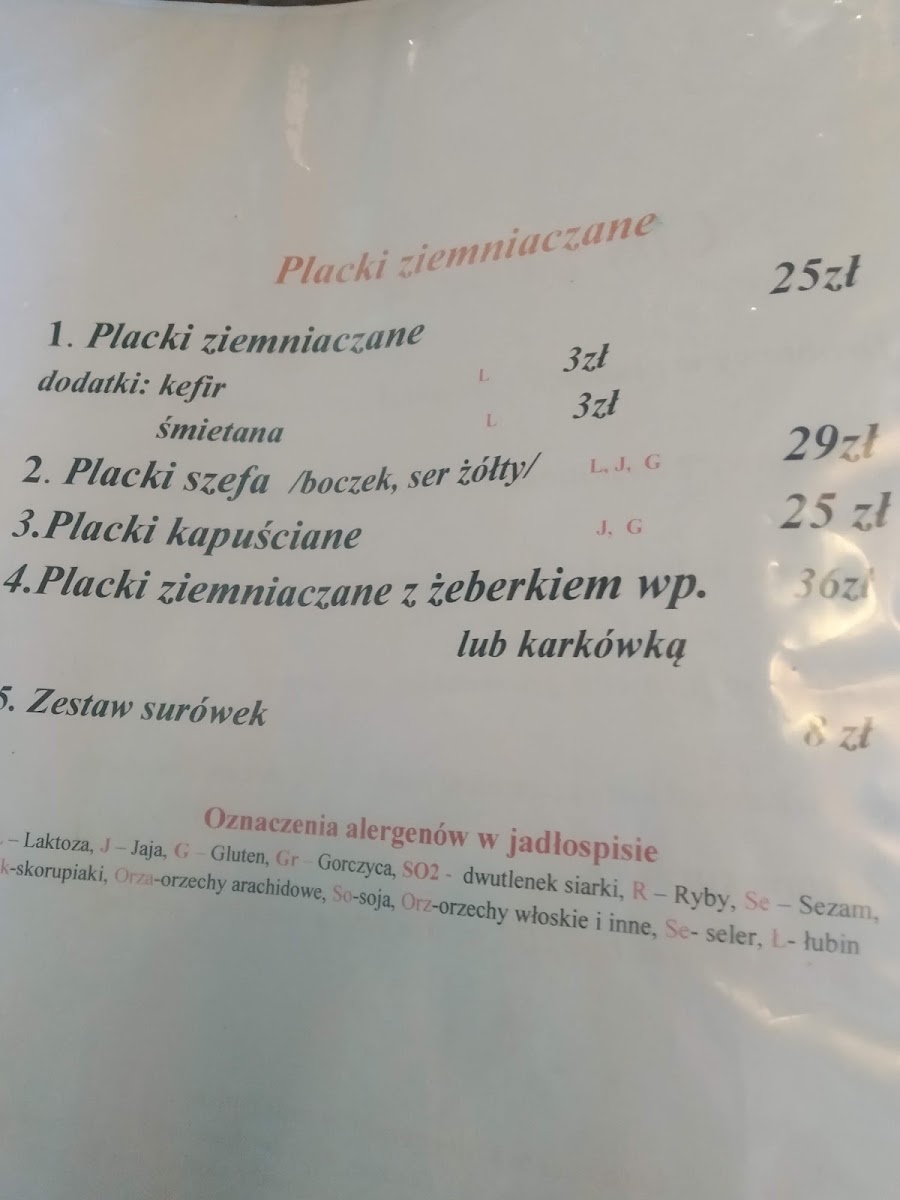 Placki ziemniaczane
1. Placki ziemniaczane 25zł
dodatki: kefir L 3zł
śmietana L 3zł
2. Placki szefa /boczek, ser żółty/ L, J, G 29zł
3.Placki kapuściane J, G 25 zł
4.Placki ziemniaczane z żeberkiem wp. 36zł
lub karkówką
5. Zestaw surówek 8 zł
Oznaczenia alergenów w jadłospisie
– Laktoza, J – Jaja, G – Gluten, Gr – Gorczyca, SO2 - dwutlenek siarki, R – Ryby, Se – Sezam,
k-skorupiaki, Orza-orzechy arachidowe, So-soja, Orz-orzechy włoskie i inne, Se- seler, Ł- łubin